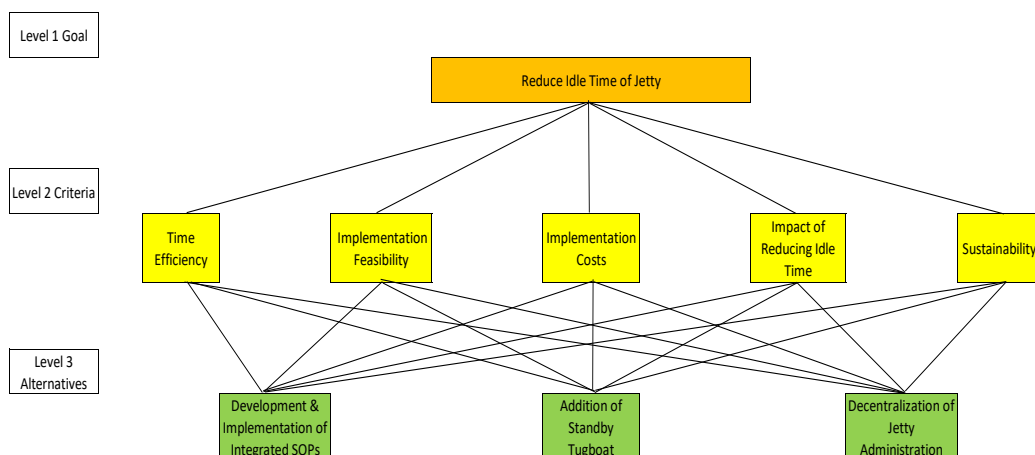 Level 1 Goal
Reduce Idle Time of Jetty
Level 2 Criteria
Time
Efficiency
Implementation
Feasibility
Implementation
Costs
Impact of
Reducing Idle
Time
Sustainability
Level 3
Alternatives
Development &
Implementation of
Integrated SOPs
Addition of
Standby
Tugboat
Decentralization of
Jetty
Administration